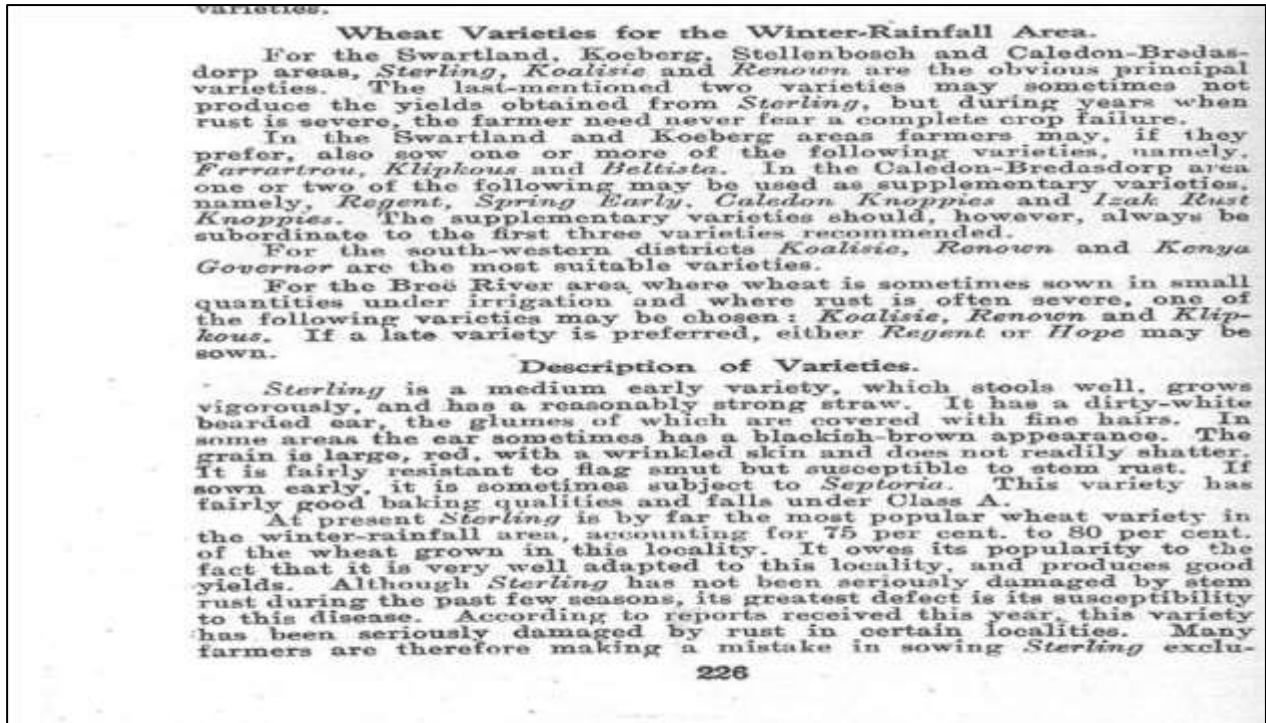 varieties.
Wheat Varieties for the Winter-Rainfall Area.
For the Swartland, Koeberg, Stellenbosch and Caledon-Bredas-
dorp areas, Sterling, Koalisie and Renown are the obvious principal
varieties. The last-mentioned two varieties may sometimes not
produce the yields obtained from Sterling, but during years when
rust is severe, the farmer need never fear a complete crop failure.
In the Swartland and Koeberg areas farmers may, if they
prefer, also sow one or more of the following varieties, namely,
Farrartrou, Klipkous and Beltista. In the Caledon-Bredasdorp area
one or two of the following may be used as supplementary varieties,
namely, Regent, Spring Early, Caledon Knoppies and Izak Rust
Knoppies. The supplementary varieties should, however, always be
subordinate to the first three varieties recommended.
For the south-western districts Koalisie, Renown and Kenya
Governor are the most suitable varieties.
For the Breë River area where wheat is sometimes sown in small
quantities under irrigation and where rust is often severe, one of
the following varieties may be chosen: Koalisie, Renown and Klip-
kous. If a late variety is preferred, either Regent or Hope may be
sown.
Description of Varieties.
Sterling is a medium early variety, which stools well, grows
vigorously, and has a reasonably strong straw. It has a dirty-white
bearded ear, the glumes of which are covered with fine hairs. In
some areas the ear sometimes has a blackish-brown appearance. The
grain is large, red, with a wrinkled skin and does not readily shatter.
It is fairly resistant to flag smut but susceptible to stem rust. If
sown early, it is sometimes subject to Septoria. This variety has
fairly good baking qualities and falls under Class A.
At present Sterling is by far the most popular wheat variety in
the winter-rainfall area, accounting for 75 per cent. to 80 per cent.
of the wheat grown in this locality. It owes its popularity to the
fact that it is very well adapted to this locality, and produces good
yields. Although Sterling has not been seriously damaged by stem
rust during the past few seasons, its greatest defect is its susceptibility
to this disease. According to reports received this year, this variety
has been seriously damaged by rust in certain localities. Many
farmers are therefore making a mistake in sowing Sterling exclu-
226